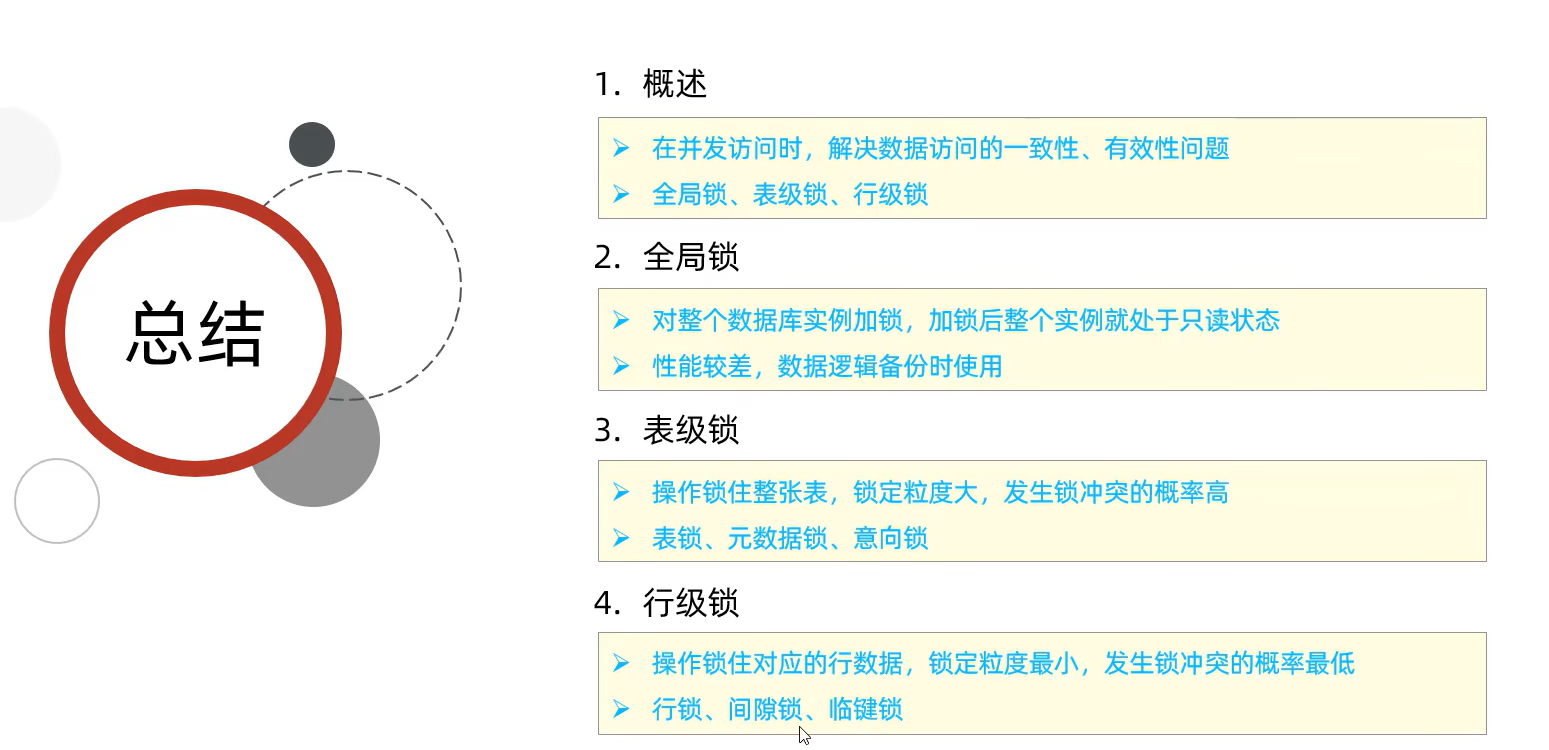 总结
1. 概述
在并发访问时，解决数据访问的一致性、有效性问题
全局锁、表级锁、行级锁
2. 全局锁
对整个数据库实例加锁，加锁后整个实例就处于只读状态
性能较差，数据逻辑备份时使用
3. 表级锁
操作锁住整张表，锁定粒度大，发生锁冲突的概率高
表锁、元数据锁、意向锁
4. 行级锁
操作锁住对应的行数据，锁定粒度最小，发生锁冲突的概率最低
行锁、间隙锁、临键锁